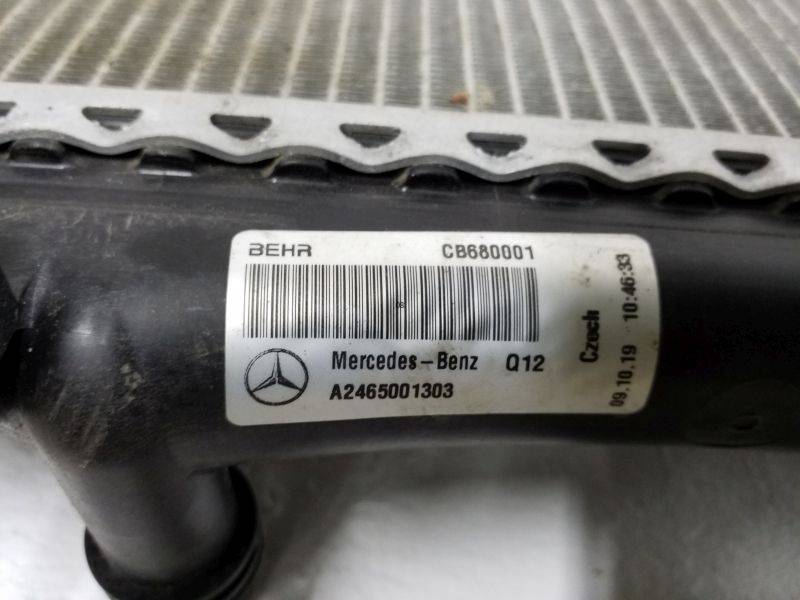 BEHR CB680001
Mercedes-Benz Q12
A2465001303
Czech
09.10.19 10:46:33